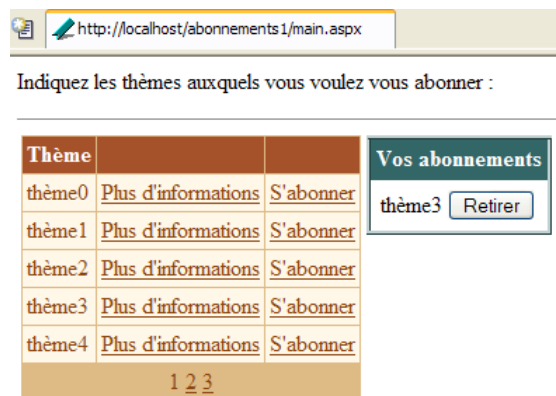 http://localhost/abonnements1/main.aspx
Indiquez les thèmes auxquels vous voulez vous abonner :
Thème
thème0 Plus d'informations S'abonner
thème1 Plus d'informations S'abonner
thème2 Plus d'informations S'abonner
thème3 Plus d'informations S'abonner
thème4 Plus d'informations S'abonner
1 2 3
Vos abonnements
thème3 Retirer